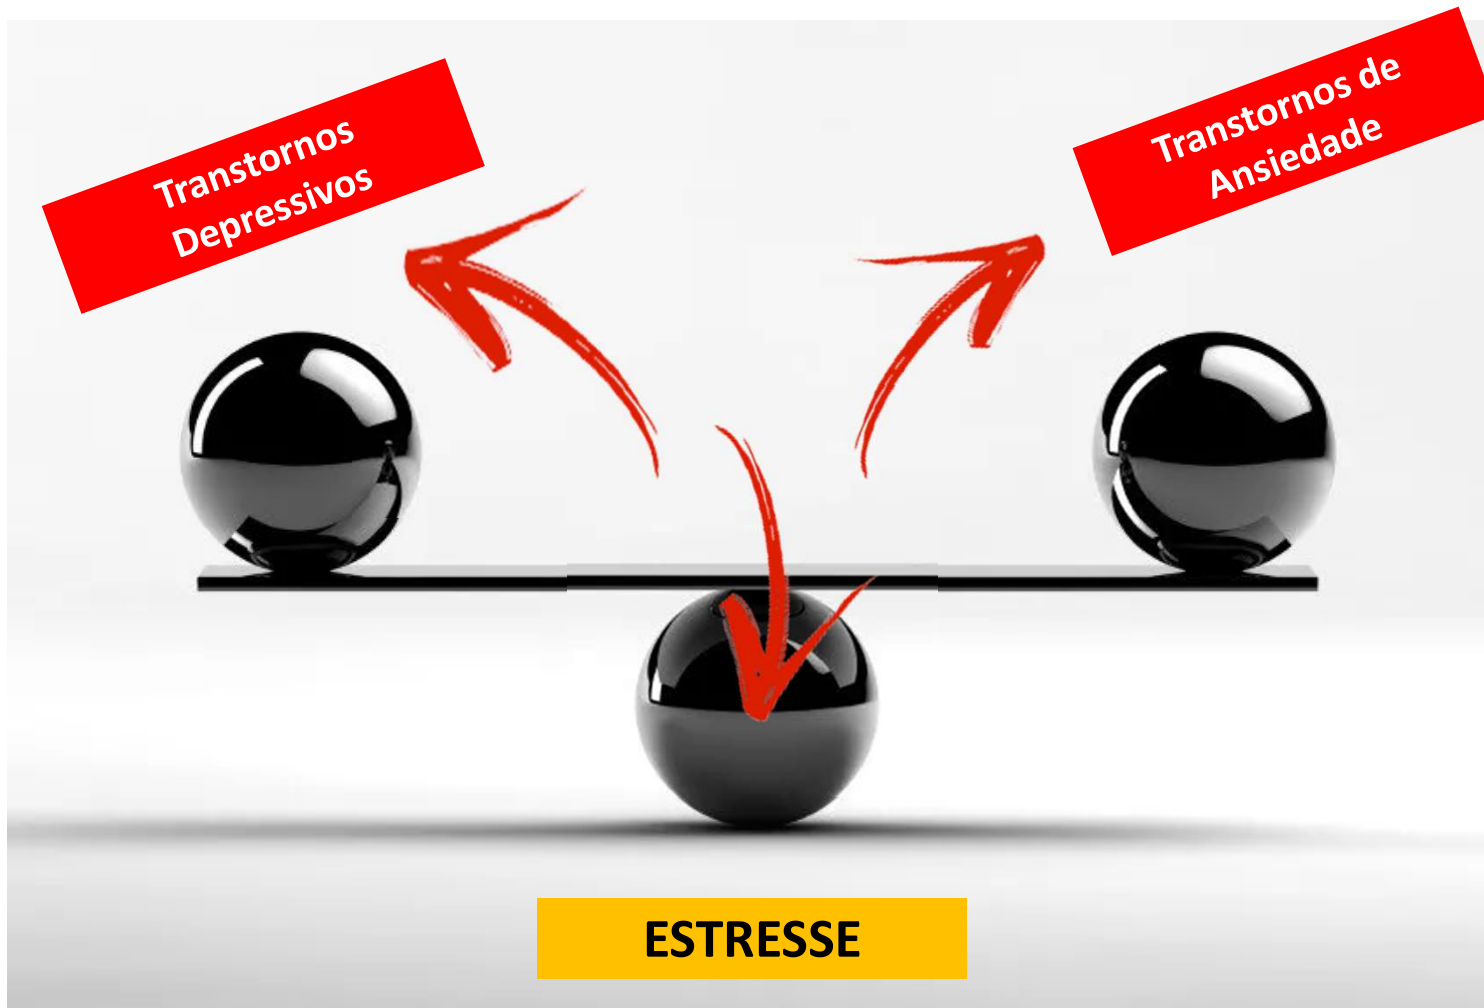 Transtornos
Depressivos
Transtornos de
Ansiedade
ESTRESSE